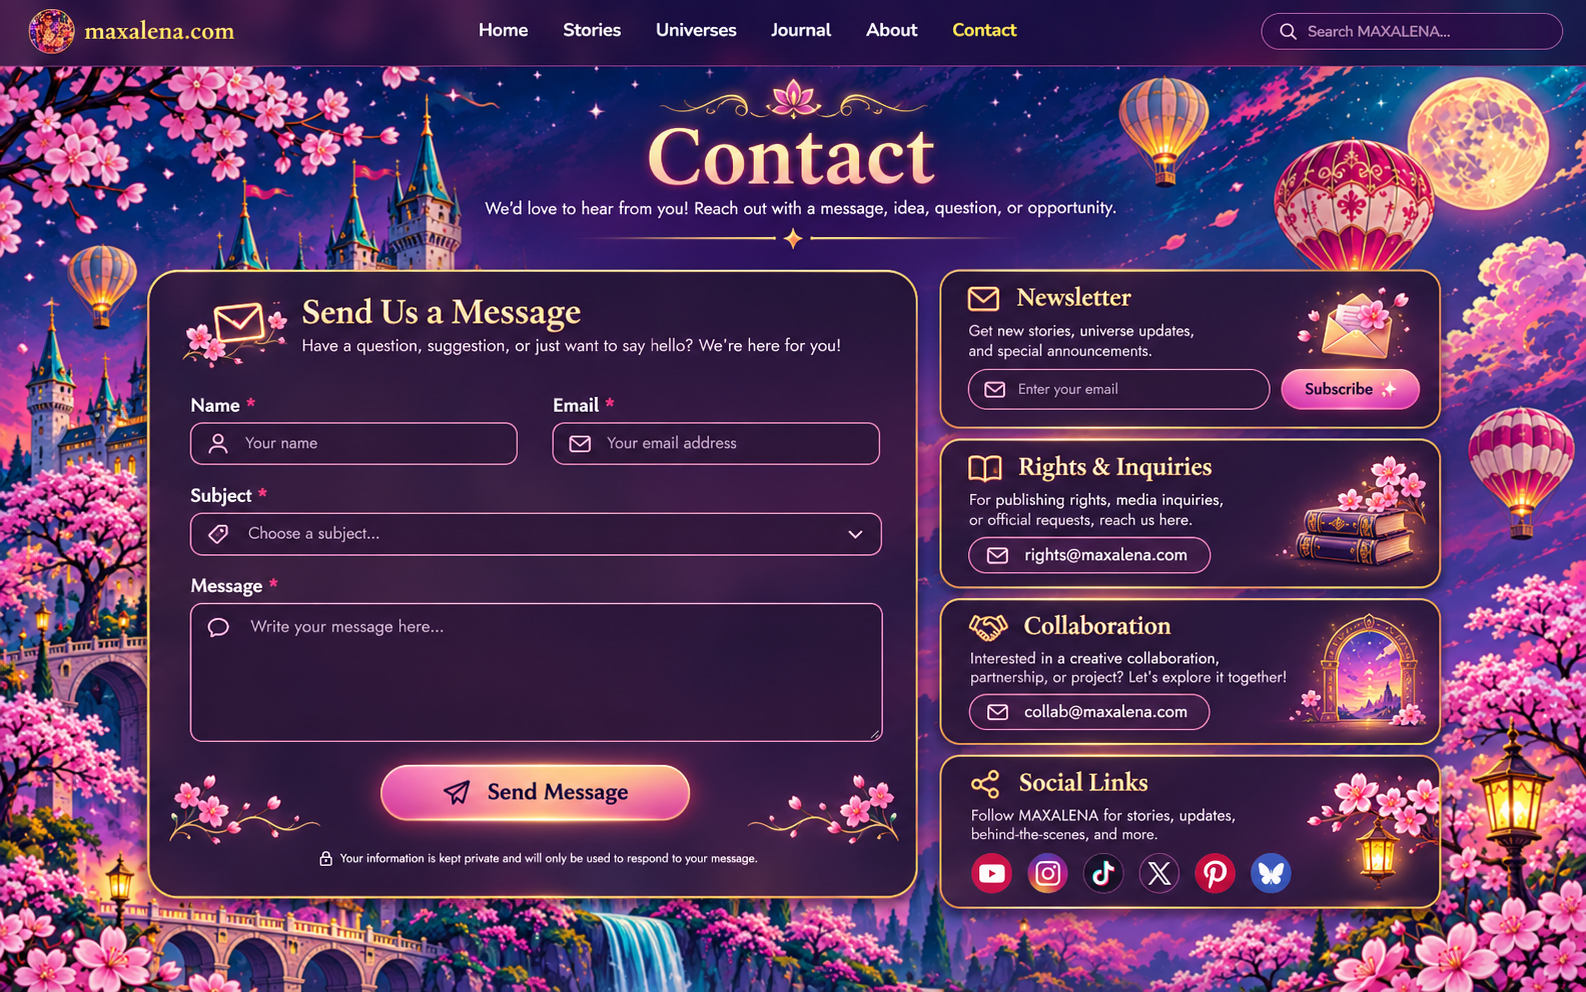 maxalena.com
Home
Stories
Universes
Journal
About
Contact
Search MAXALENA...
Contact
We'd love to hear from you! Reach out with a message, idea, question, or opportunity.
Send Us a Message
Have a question, suggestion, or just want to say hello? We're here for you!
Name *
Email *
Your name
Your email address
Subject *
Choose a subject...
Message *
Write your message here...
Send Message
Your information is kept private and will only be used to respond to your message.
Newsletter
Get new stories, universe updates,
and special announcements.
Enter your email
Subscribe
Rights & Inquiries
For publishing rights, media inquiries,
or official requests, reach us here.
rights@maxalena.com
Collaboration
Interested in a creative collaboration,
partnership, or project? Let's explore it together!
collab@maxalena.com
Social Links
Follow MAXALENA for stories, updates,
behind-the-scenes, and more.